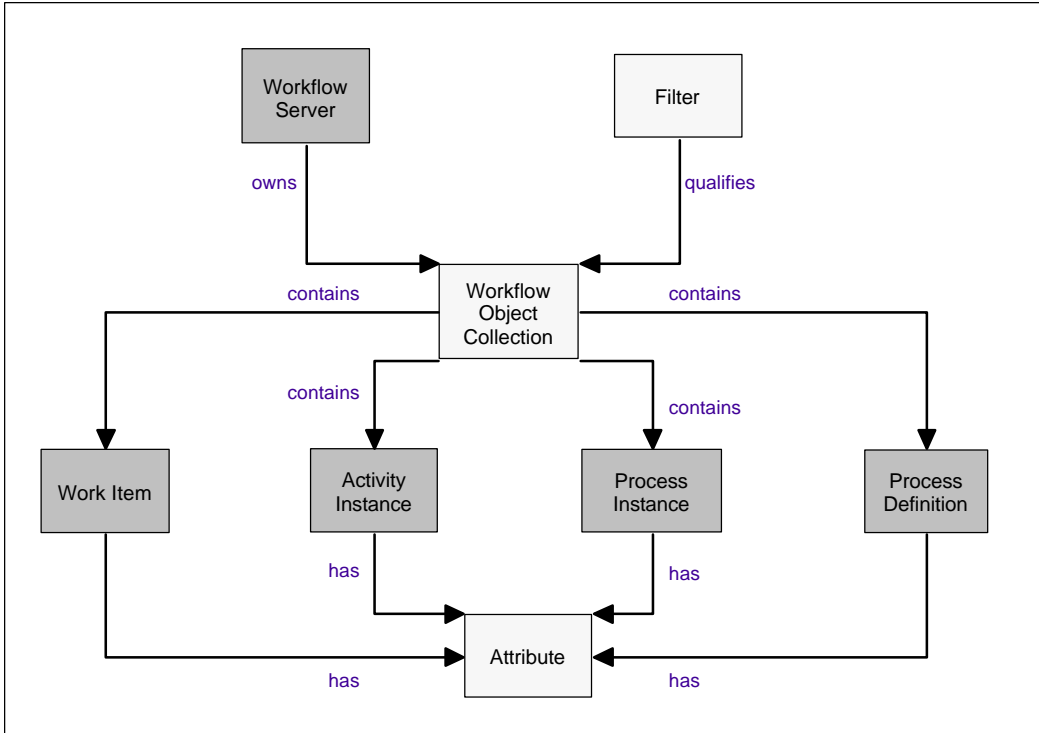 Workflow
Server
Filter
owns
qualifies
Workflow
Object
Collection
contains
contains
contains
contains
Work Item
Activity
Instance
Process
Instance
Process
Definition
has
has
Attribute
has
has